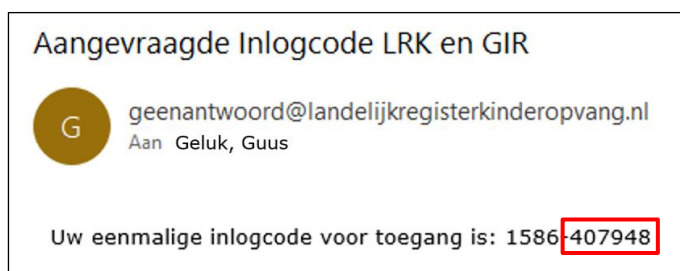 Aangevraagde Inlogcode LRK en GIR
G
geenantwoord@landelijkregisterkinderopvang.nl
Aan Geluk, Guus
Uw eenmalige inlogcode voor toegang is: 1586-407948